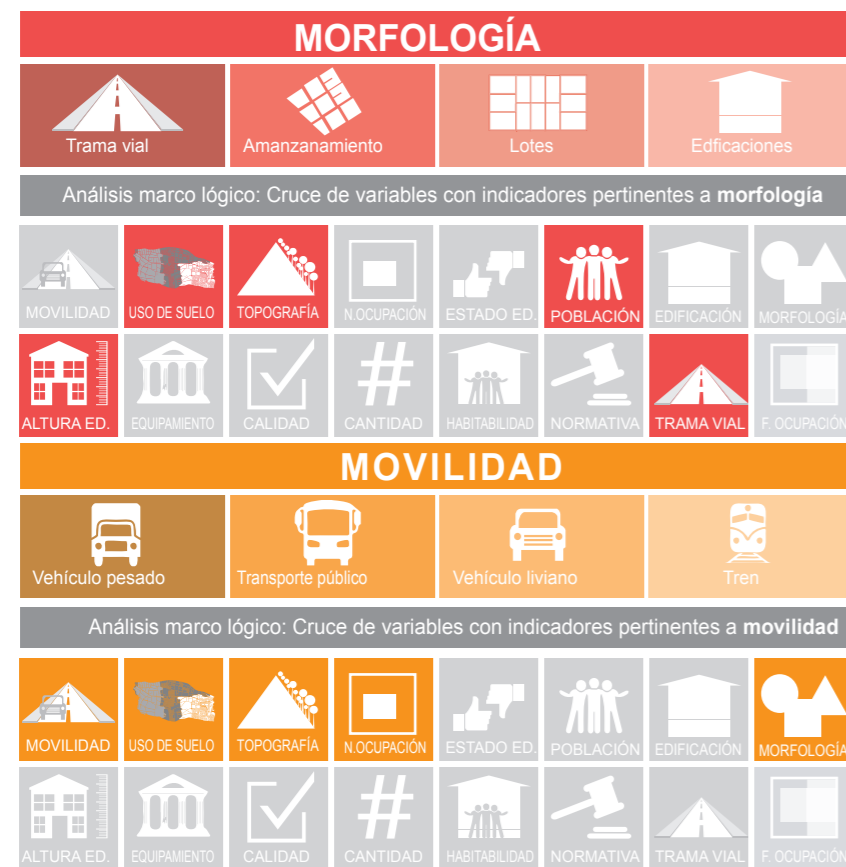 MORFOLOGÍA
Trama vial
Amanzanamiento
Lotes
Edficaciones
Análisis marco lógico: Cruce de variables con indicadores pertinentes a morfología
MOVILIDAD
USO DE SUELO
TOPOGRAFÍA
N.OCUPACIÓN
ESTADO ED.
POBLACIÓN
EDIFICACIÓN
MORFOLOGÍA
ALTURA ED.
EQUIPAMIENTO
CALIDAD
CANTIDAD
HABITABILIDAD
NORMATIVA
TRAMA VIAL
F. OCUPACIÓN
MOVILIDAD
Vehículo pesado
Transporte público
Vehículo liviano
Tren
Análisis marco lógico: Cruce de variables con indicadores pertinentes a movilidad
MOVILIDAD
USO DE SUELO
TOPOGRAFÍA
N.OCUPACIÓN
ESTADO ED.
POBLACIÓN
EDIFICACIÓN
MORFOLOGÍA
ALTURA ED.
EQUIPAMIENTO
CALIDAD
CANTIDAD
HABITABILIDAD
NORMATIVA
TRAMA VIAL
F. OCUPACIÓN